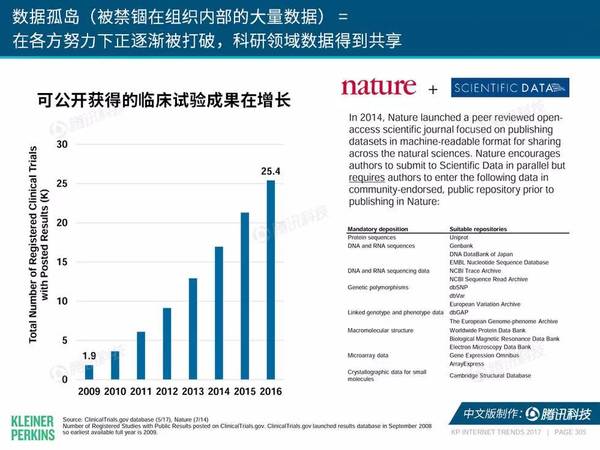 数据孤岛（被禁锢在组织内部的大量数据） =
在各方努力下正逐渐被打破，科研领域数据得到共享
可公开获得的临床试验成果在增长
Total Number of Registered Clinical Trials
with Posted Results (K)
30
25
20
15
10
5
0
1.9
25.4
2009 2010 2011 2012 2013 2014 2015 2016
nature + SCIENTIFIC DATA
In 2014, Nature launched a peer reviewed open-
access scientific journal focused on publishing
datasets in machine-readable format for sharing
across the natural sciences. Nature encourages
authors to submit to Scientific Data in parallel but
requires authors to enter the following data in
community-endorsed, public repository prior to
publishing in Nature:
Mandatory deposition Suitable repositories
Protein sequences Uniprot
DNA and RNA sequences Genbank
DNA DataBank of Japan
EMBL Nucleotide Sequence Database
DNA and RNA sequencing data NCBI Trace Archive
NCBI Sequence Read Archive
Genetic polymorphisms dbSNP
dbVar
European Variation Archive
Linked genotype and phenotype data dbGAP
The European Genome-phenome Archive
Macromolecular structure Worldwide Protein Data Bank
Biological Magnetic Resonance Data Bank
Electron Microscopy Data Bank
Microarray data Gene Expression Omnibus
ArrayExpress
Crystallographic data for small
molecules Cambridge Structural Database
KLEINER
PERKINS
Source: ClinicalTrials.gov database (5/17), Nature (7/14)
Number of Registered Studies with Public Results posted on ClinicalTrials.Gov. ClinicalTrials.gov launched results database in September 2008
so earliest available full year is 2009.
中文版制作： 腾讯科技
KP INTERNET TRENDS 2017 | PAGE 305
腾讯科技
腾讯科技
腾讯科技